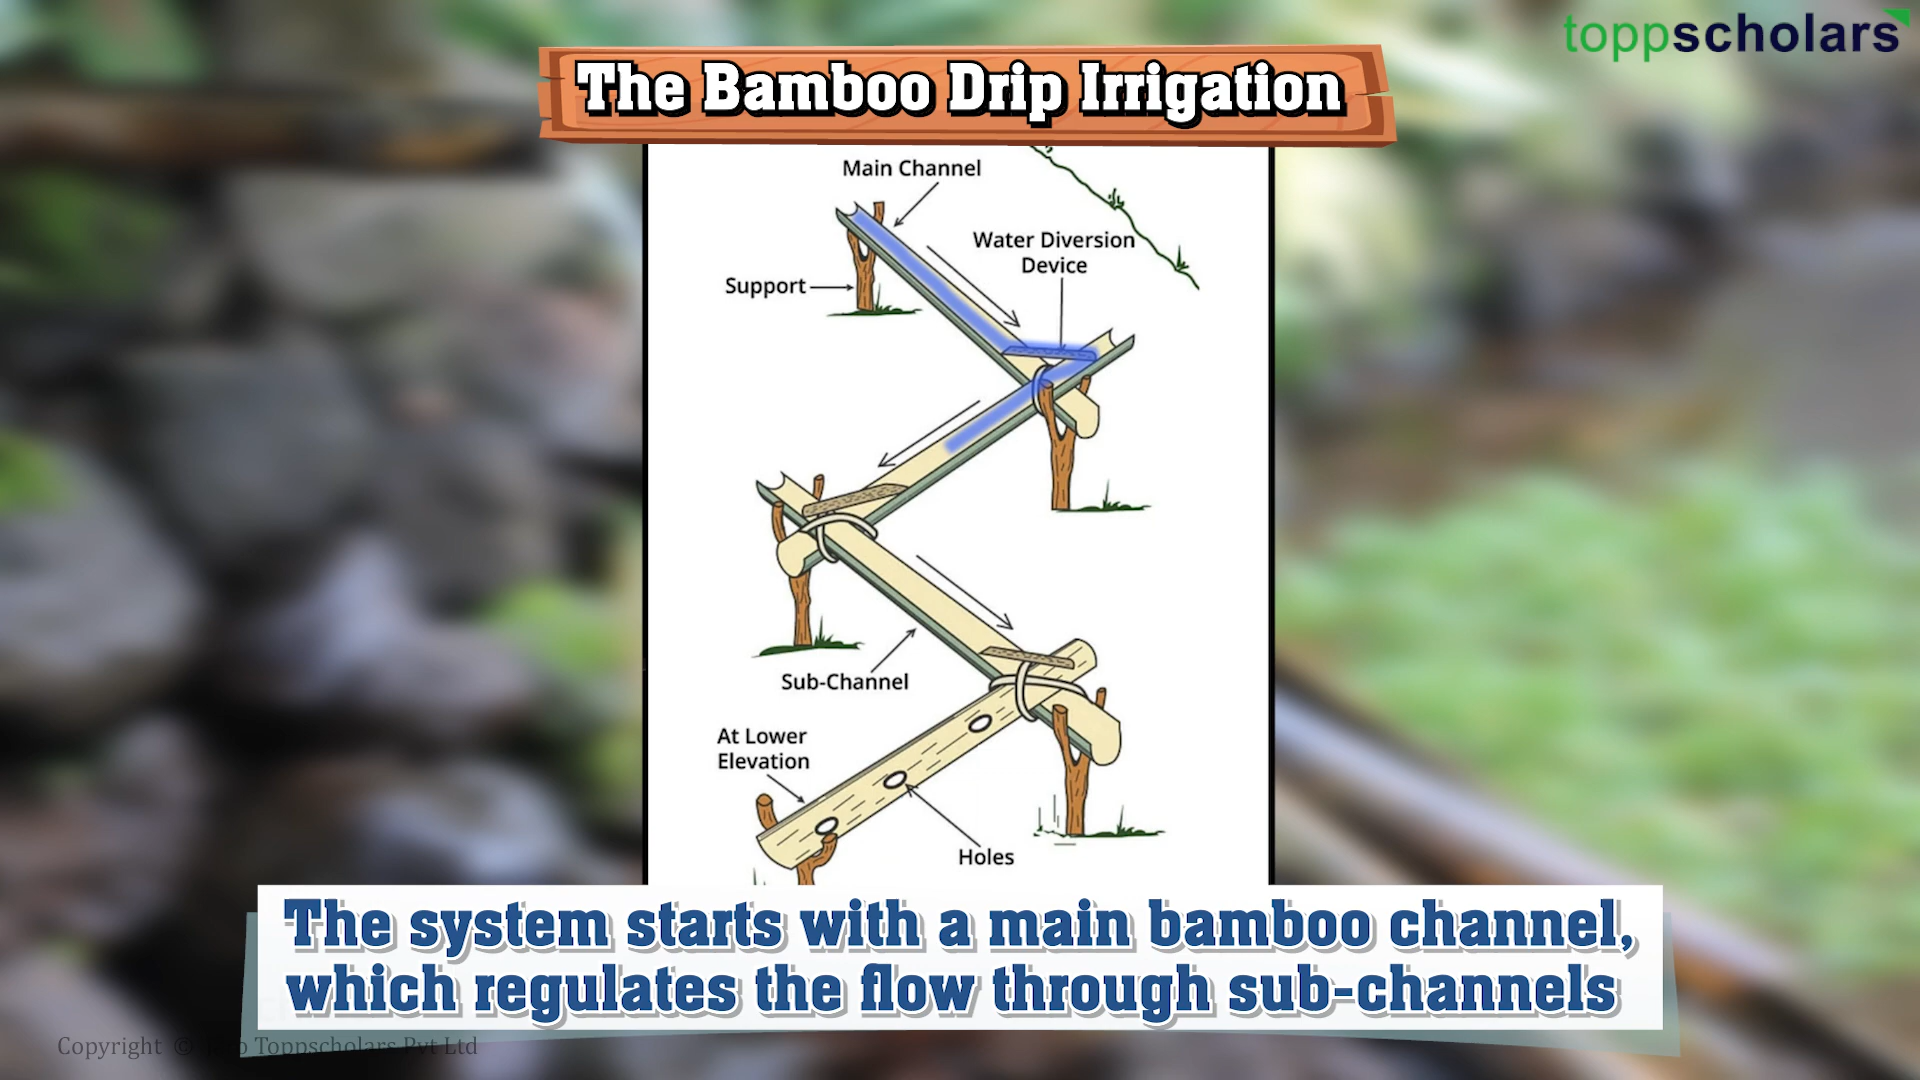 toppscholars
The Bamboo Drip Irrigation
Main Channel
Water Diversion
Device
Support
Sub-Channel
At Lower
Elevation
Holes
The system starts with a main bamboo channel,
which regulates the flow through sub-channels
Copyright © Toppscholars Pvt Ltd